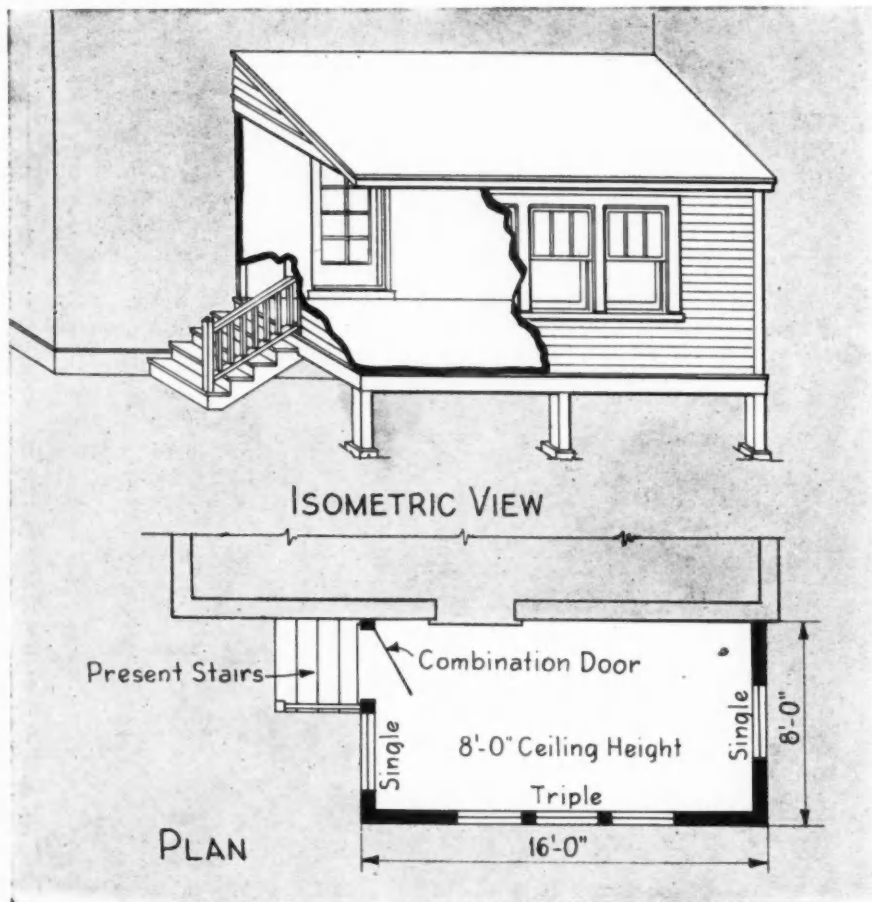 ISOMETRIC VIEW
Present Stairs
Combination Door
Single
8'-0" Ceiling Height
Single
8'-0"
Triple
PLAN
16'-0"